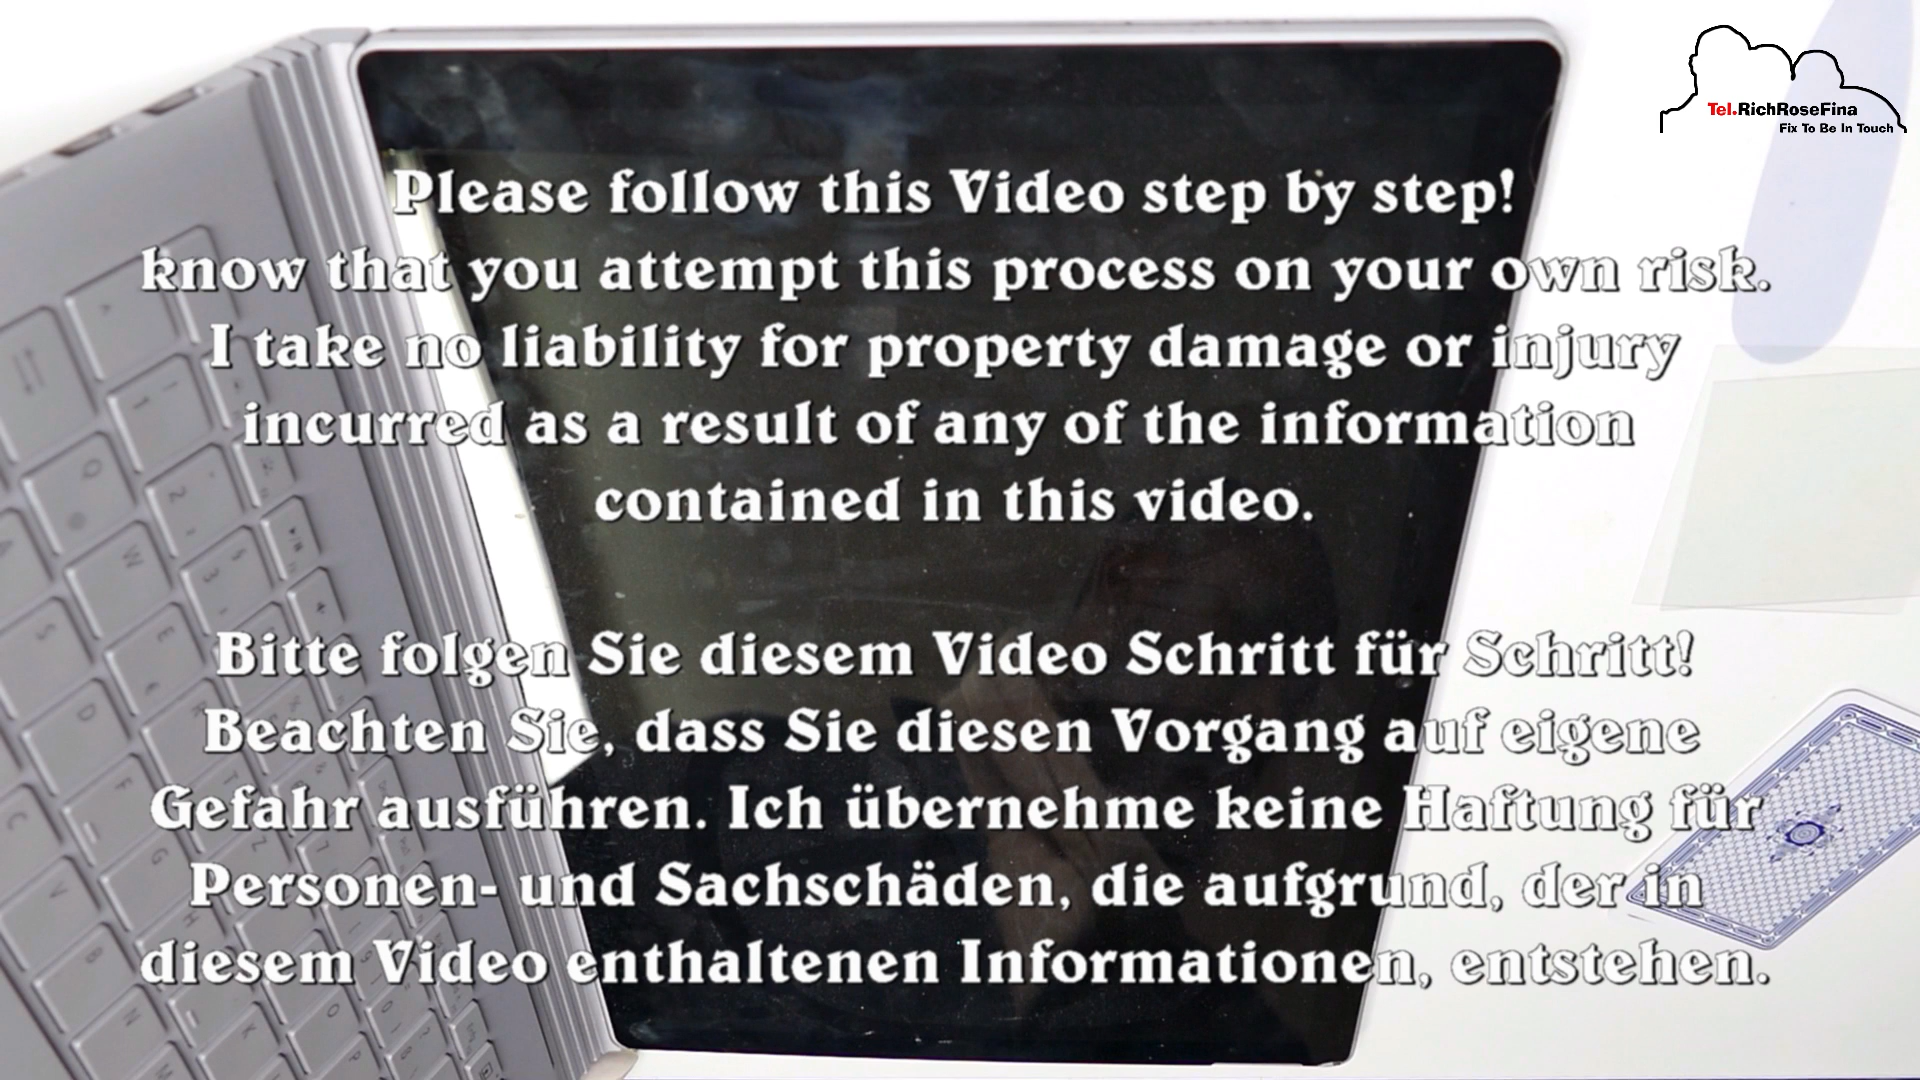 Tel.RichRoseFina
Fix To Be In Touch
Please follow this Video step by step!
know that you attempt this process on your own risk.
I take no liability for property damage or injury
incurred as a result of any of the information
contained in this video.
Bitte folgen Sie diesem Video Schritt für Schritt!
Beachten Sie, dass Sie diesen Vorgang auf eigene
Gefahr ausführen. Ich übernehme keine Haftung für
Personen- und Sachschäden, die aufgrund, der in
diesem Video enthaltenen Informationen, entstehen.